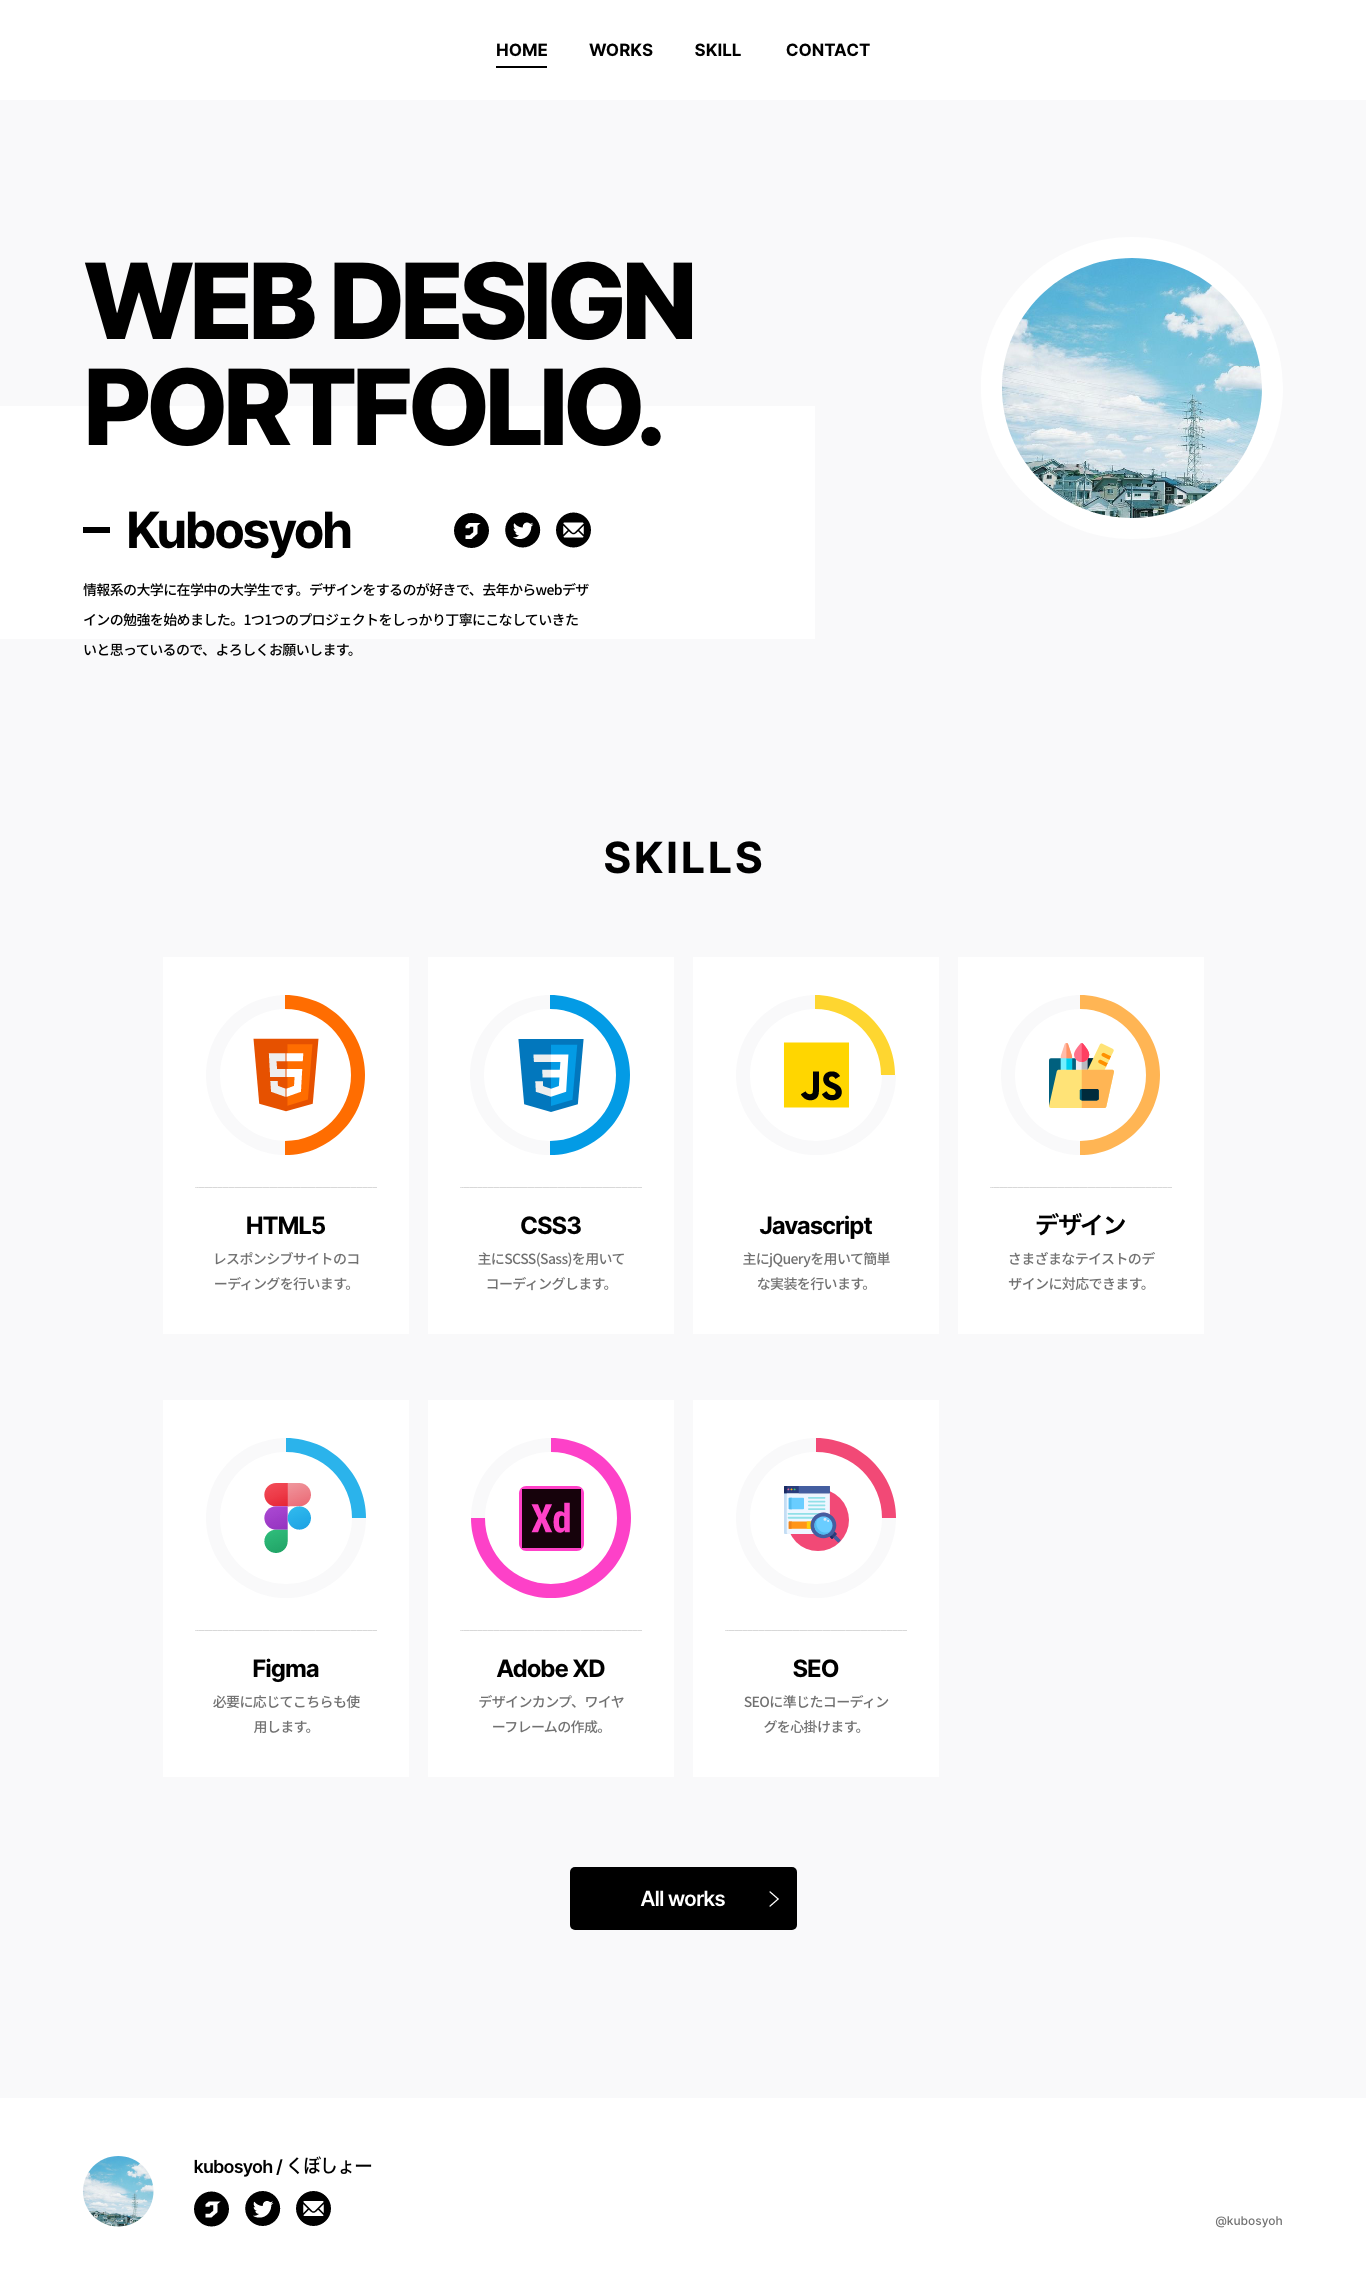 HOME WORKS SKILL CONTACT
WEB DESIGN
PORTFOLIO.
Kubosyoh
情報系の大学に在学中の大学生です。デザインをするのが好きで、去年からwebデザ
インの勉強を始めました。1つ1つのプロジェクトをしっかり丁寧にこなしていきた
いと思っているので、よろしくお願いします。
SKILLS
JS
HTML5
レスポンシブサイトのコ
ーディングを行います。
CSS3
主にSCSS(Sass)を用いて
コーディングします。
Javascript
主にjQueryを用いて簡単
な実装を行います。
デザイン
さまざまなテイストのデ
ザインに対応できます。
Xd
Figma
必要に応じてこちらも使
用します。
Adobe XD
デザインカンプ、ワイヤ
ーフレームの作成。
SEO
SEOに準じたコーディン
グを心掛けます。
All works
kubosyoh / くぼしょー
@kubosyoh